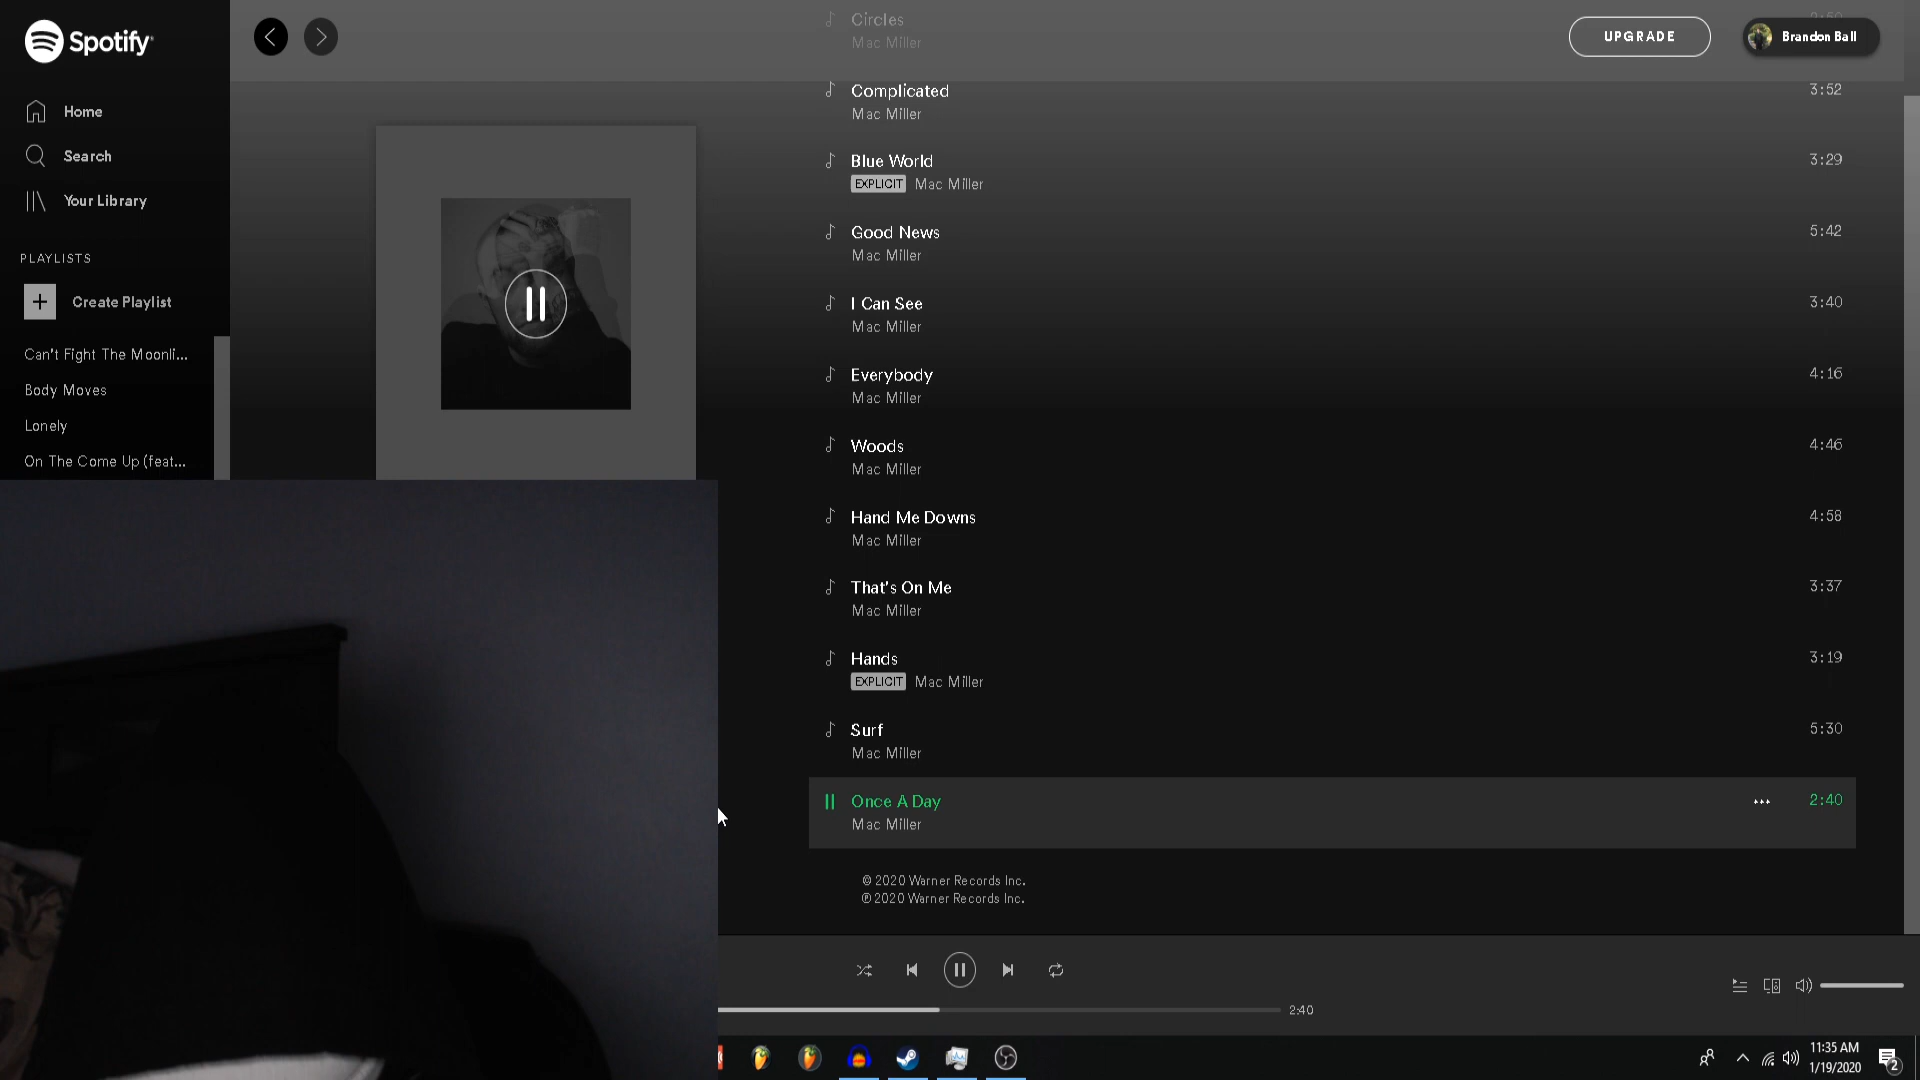 Spotify
Home
Search
Your Library
PLAYLISTS
Create Playlist
Can't Fight The Moonli...
Body Moves
Lonely
On The Come Up (feat...
UPGRADE
Brandon Ball
Circles
Mac Miller
2:50
Complicated
3:52
Mac Miller
Blue World
3:29
EXPLICIT Mac Miller
Good News
5:42
Mac Miller
I Can See
3:40
Mac Miller
Everybody
4:16
Mac Miller
Woods
4:46
Mac Miller
Hand Me Downs
4:58
Mac Miller
That's On Me
3:37
Mac Miller
Hands
3:19
EXPLICIT Mac Miller
Surf
5:30
Mac Miller
Once A Day
2:40
Mac Miller
© 2020 Warner Records Inc.
℗ 2020 Warner Records Inc.
2:40
11:35 AM
1/19/2020
2